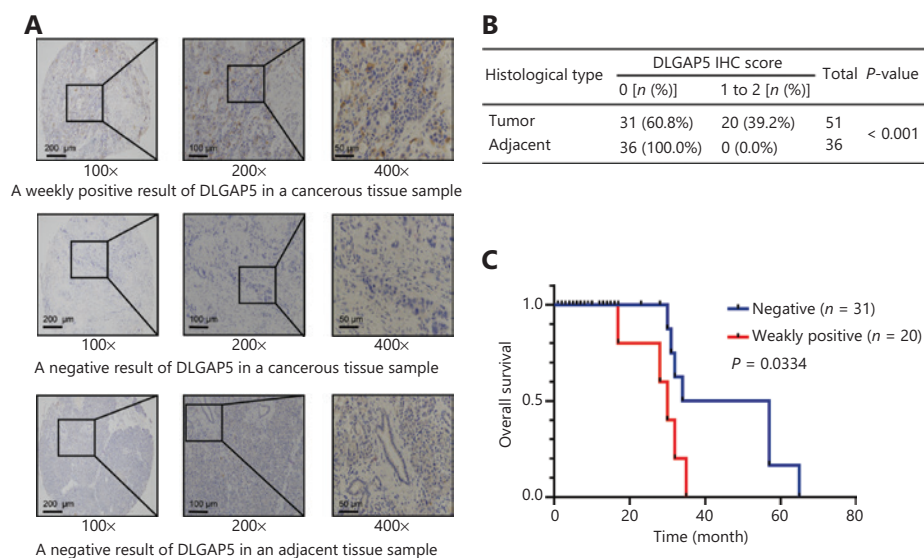 A
200 µm
100 µm
50 µm
100× 200× 400×
A weekly positive result of DLGAP5 in a cancerous tissue sample
200 µm
100 µm
50 µm
100× 200× 400×
A negative result of DLGAP5 in a cancerous tissue sample
200 µm
100 µm
50 µm
100× 200× 400×
A negative result of DLGAP5 in an adjacent tissue sample
B
Histological type DLGAP5 IHC score Total P-value
0 [n (%)] 1 to 2 [n (%)]
Tumor 31 (60.8%) 20 (39.2%) 51
< 0.001
Adjacent 36 (100.0%) 0 (0.0%) 36
C
Overall survival
1.0
0.5
0.0
0 20 40 60 80
Time (month)
Negative (n = 31)
Weakly positive (n = 20)
P = 0.0334